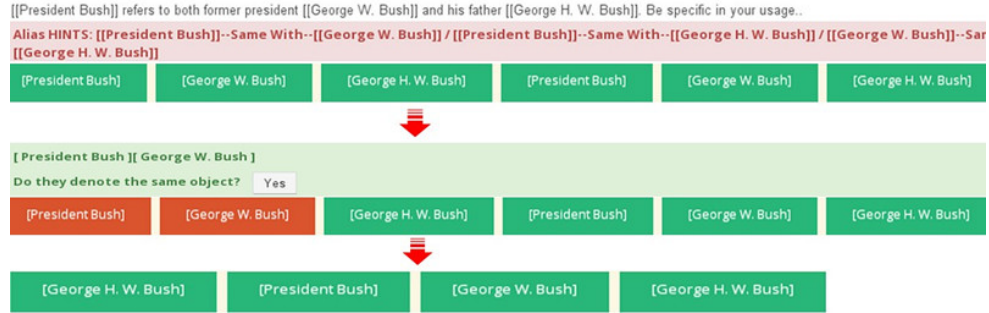 [[President Bush]] refers to both former president [[George W. Bush]] and his father [[George H. W. Bush]]. Be specific in your usage..
Alias HINTS: [[President Bush]]--Same With--[[George W. Bush]] / [[President Bush]]--Same With--[[George H. W. Bush]] / [[George W. Bush]]--Sam
[[George H. W. Bush]]
[President Bush] [George W. Bush] [George H. W. Bush] [President Bush] [George W. Bush] [George H. W. Bush]
[ President Bush ][ George W. Bush ]
Do they denote the same object? Yes
[President Bush] [George W. Bush] [George H. W. Bush] [President Bush] [George W. Bush] [George H. W. Bush]
[George H. W. Bush] [President Bush] [George W. Bush] [George H. W. Bush]